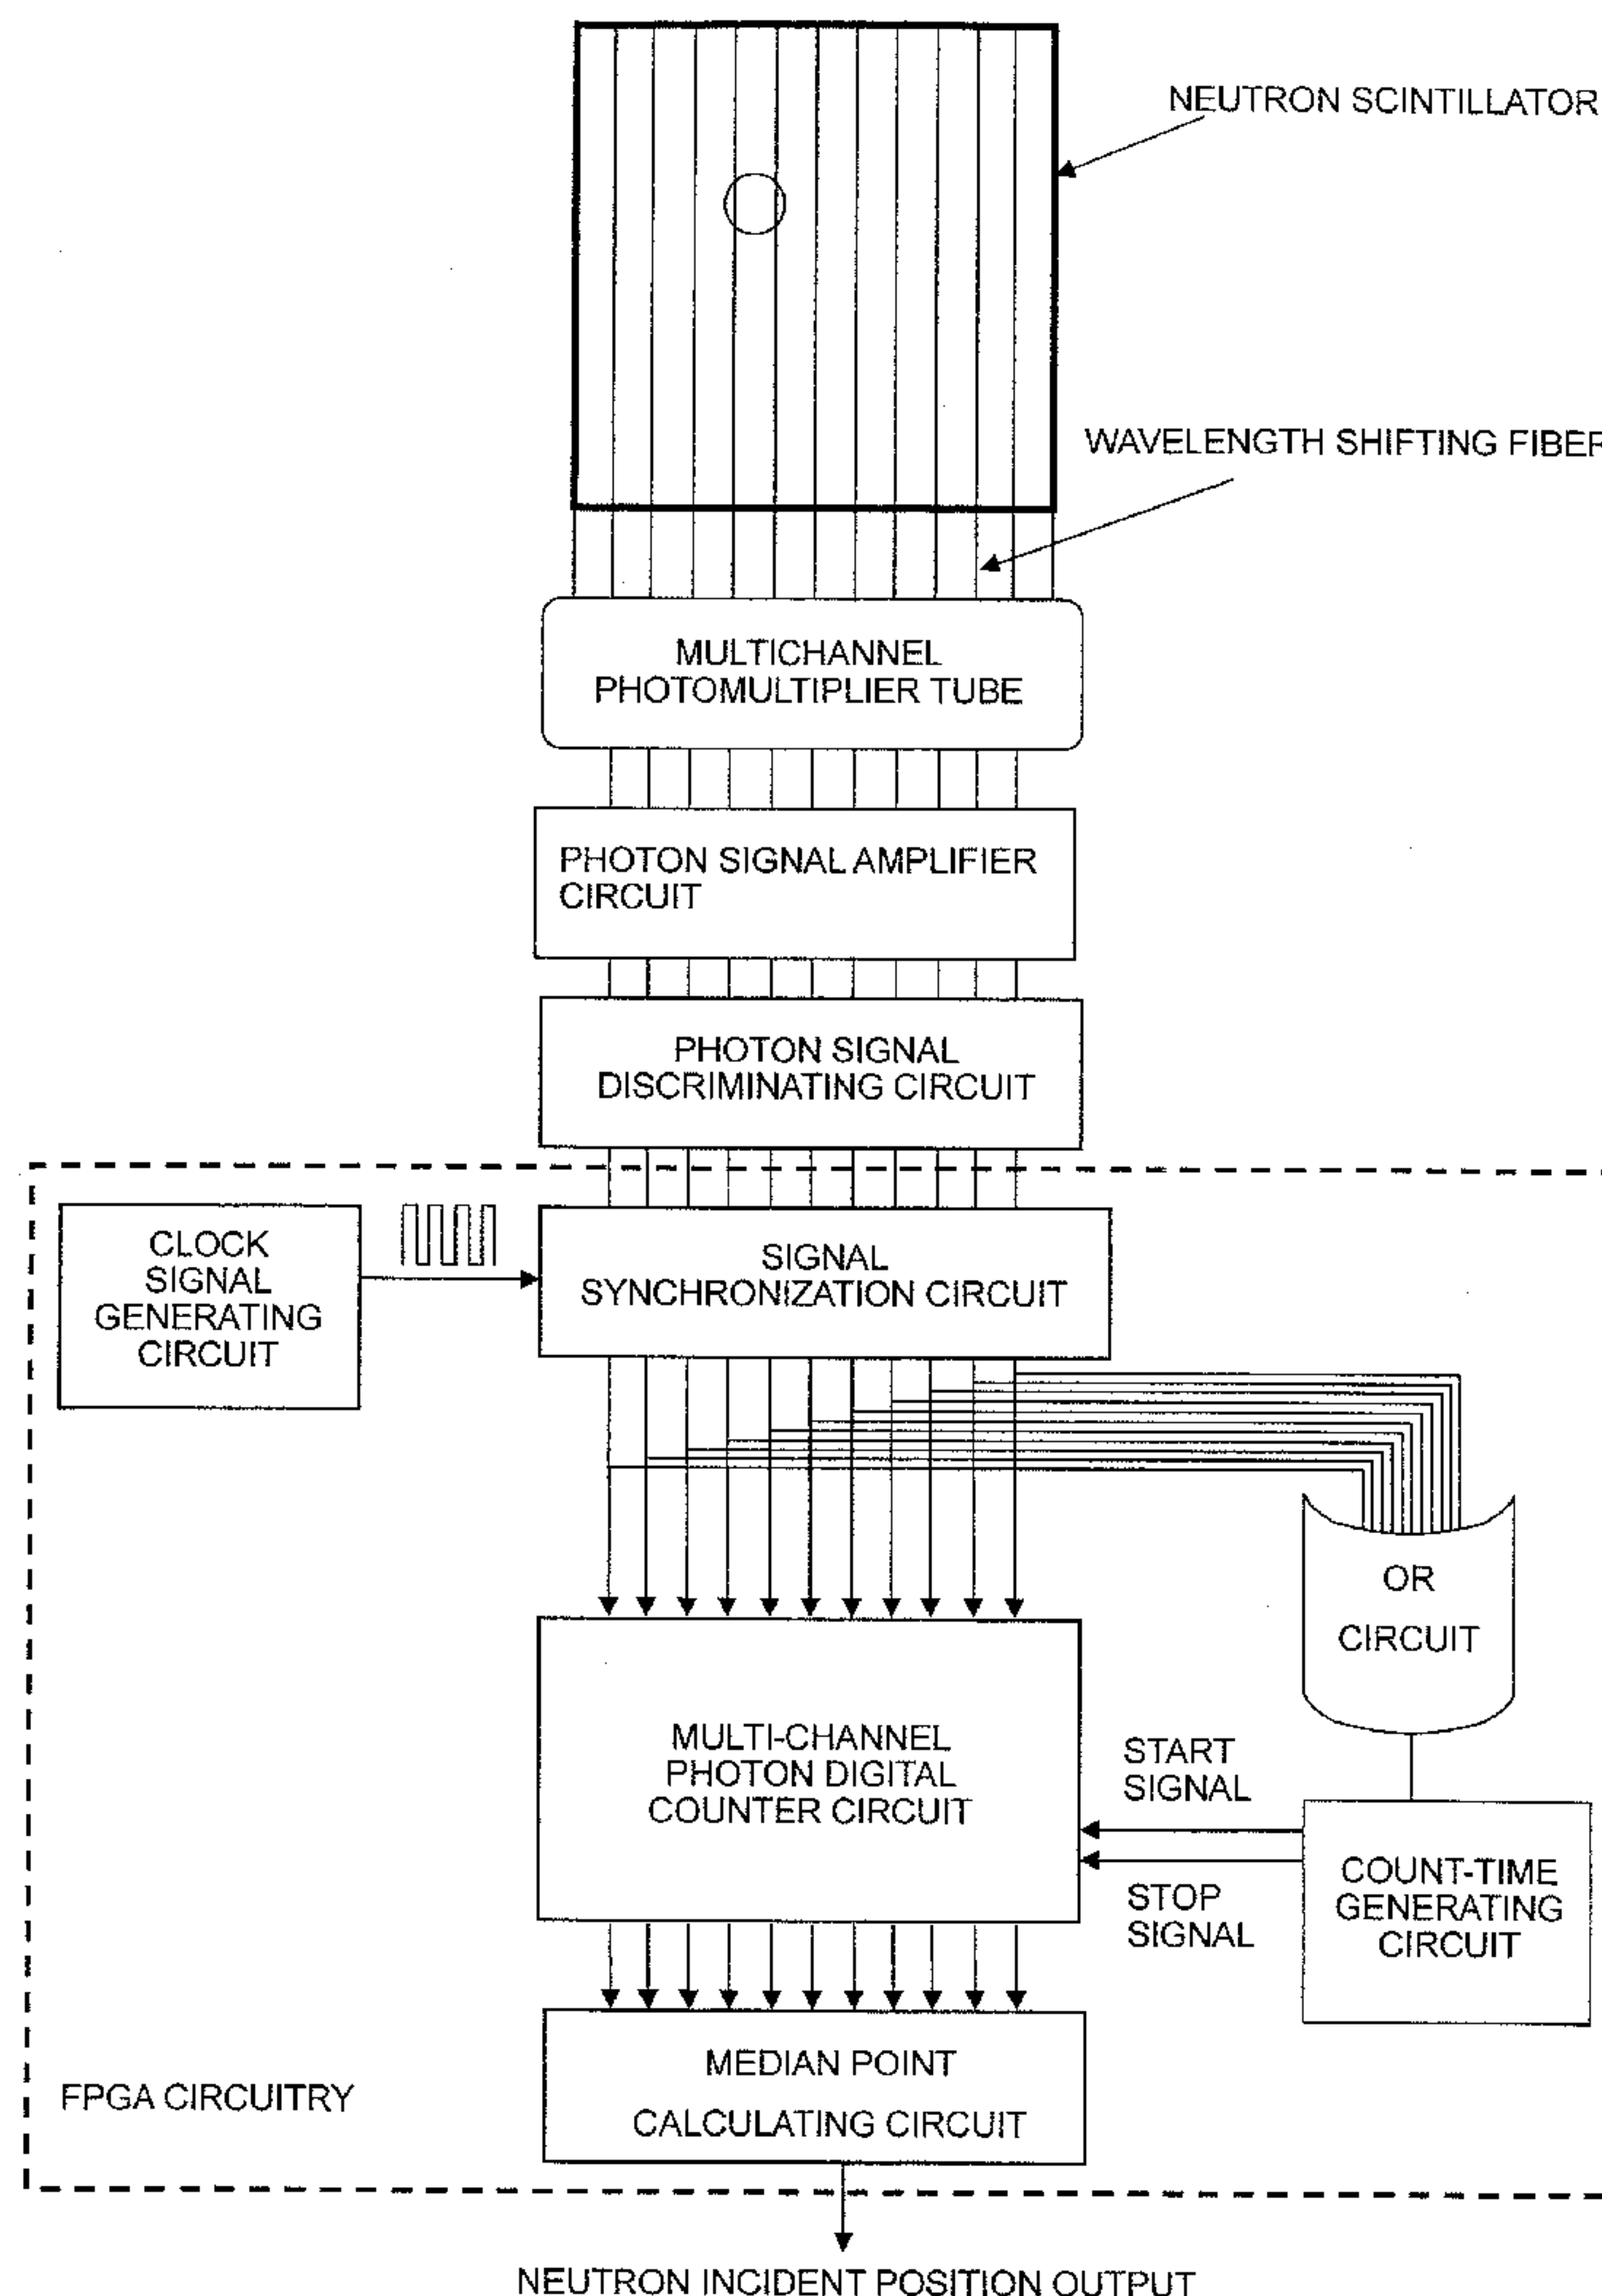 NEUTRON SCINTILLATOR
WAVELENGTH SHIFTING FIBER
MULTICHANNEL
PHOTOMULTIPLIER TUBE
PHOTON SIGNAL AMPLIFIER
CIRCUIT
PHOTON SIGNAL
DISCRIMINATING CIRCUIT
CLOCK
SIGNAL
GENERATING
CIRCUIT
SIGNAL
SYNCHRONIZATION CIRCUIT
OR
CIRCUIT
MULTI-CHANNEL
PHOTON DIGITAL
COUNTER CIRCUIT
START
SIGNAL
STOP
SIGNAL
COUNT-TIME
GENERATING
CIRCUIT
MEDIAN POINT
CALCULATING CIRCUIT
FPGA CIRCUITRY
NEUTRON INCIDENT POSITION OUTPUT